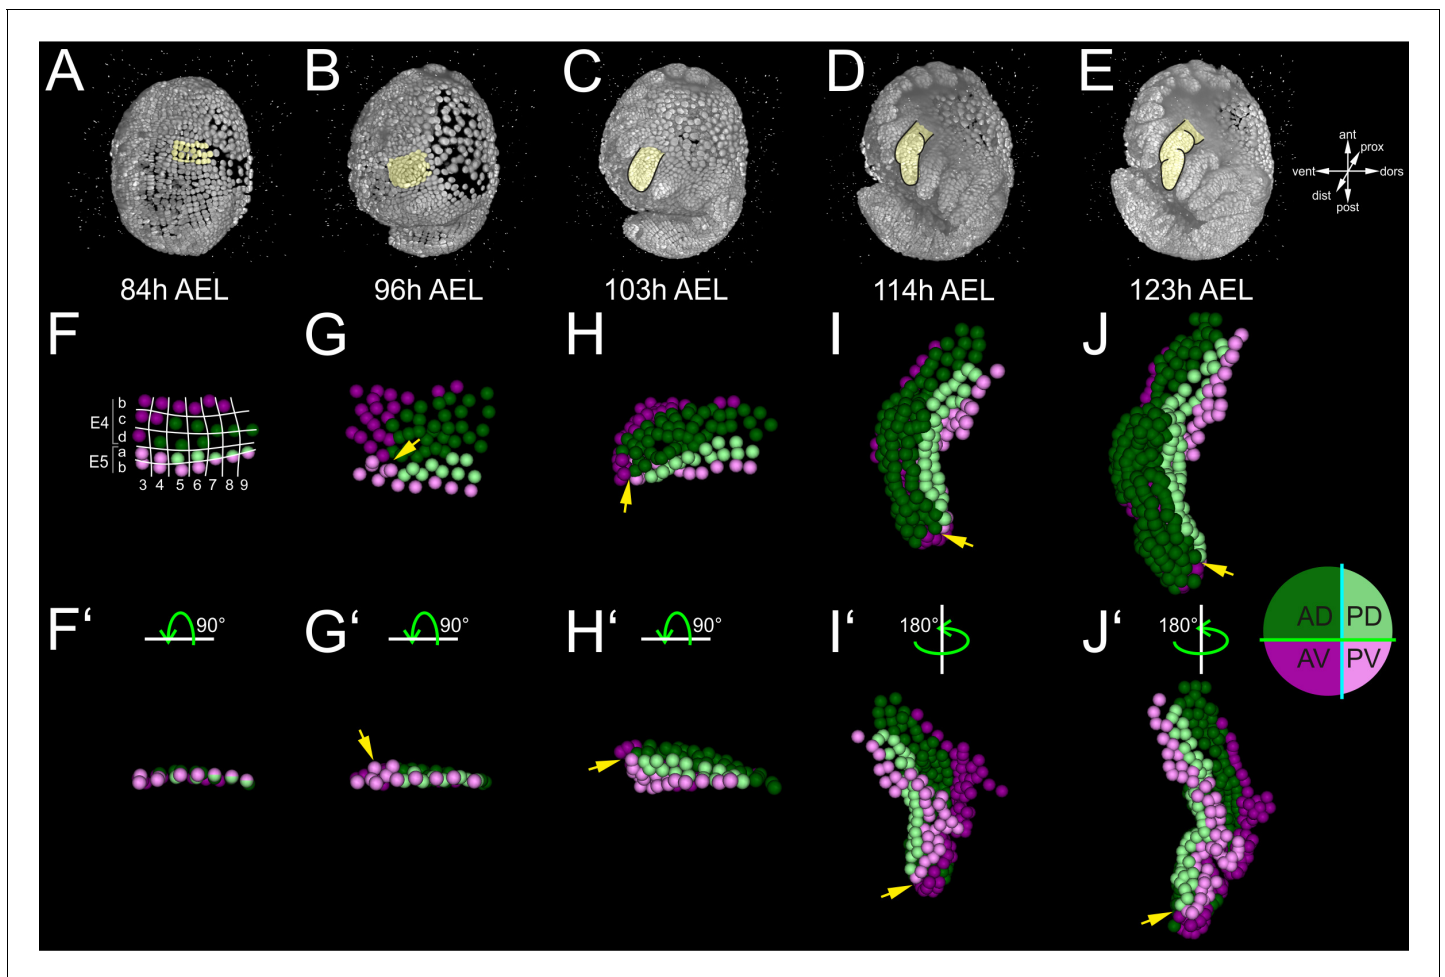 A B C D E
ant
prox
vent dors
dist
post
84h AEL 96h AEL 103h AEL 114h AEL 123h AEL
F G H I J
b
E4 c
d
E5 a
b
3 4 5 6 7 8 9
F‘ 90° G‘ 90° H‘ 90° I‘ 180° J‘ 180°
AD PD
AV PV